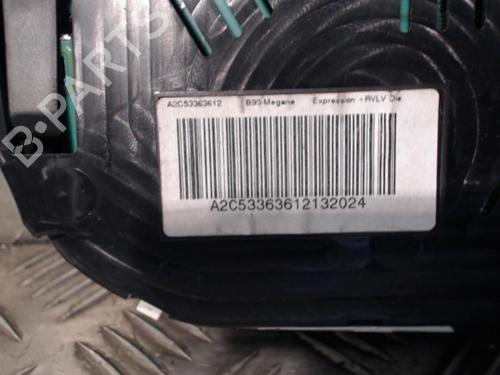 A2C53363612 B95 Megane Expression +RVLV Die
A2C53363612132024
B-PARTS